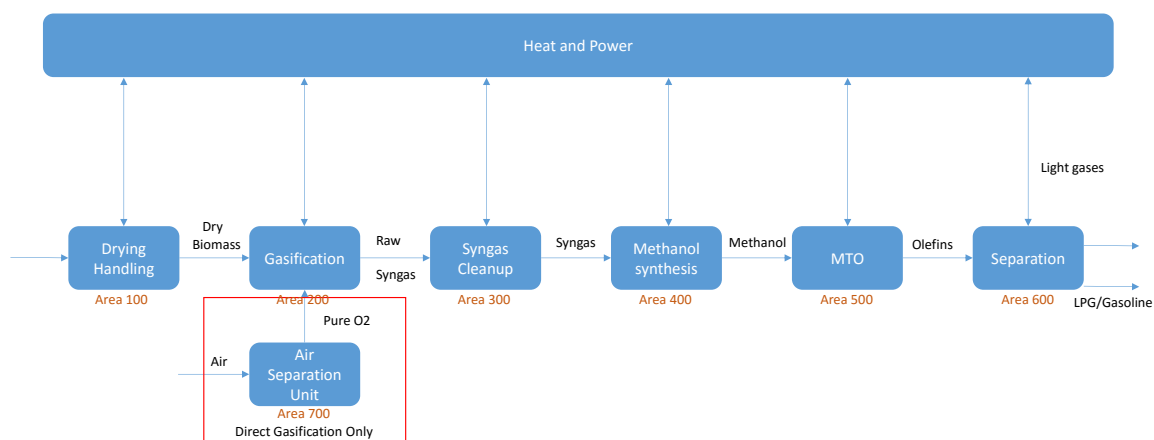 Heat and Power
Light gases
Dry
Biomass
Raw
Syngas
Syngas
Methanol
Olefins
Drying
Handling
Gasification
Syngas
Cleanup
Methanol
synthesis
MTO
Separation
Area 100
Area 200
Area 300
Area 400
Area 500
Area 600
LPG/Gasoline
Pure O2
Air
Air
Separation
Unit
Area 700
Direct Gasification Only